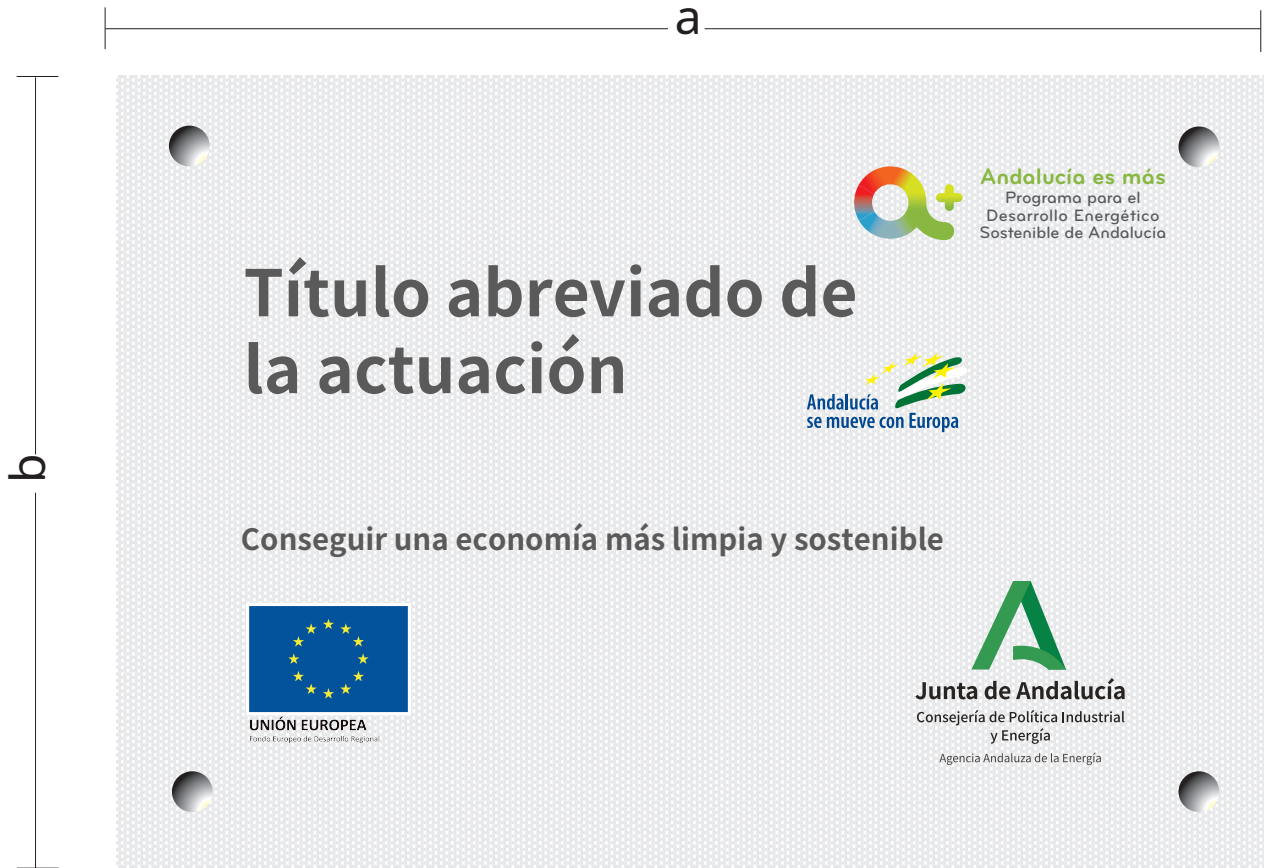 a
b
Andalucía es más
Programa para el
Desarrollo Energético
Sostenible de Andalucía
Título abreviado de
la actuación
Andalucía
se mueve con Europa
Conseguir una economía más limpia y sostenible
UNIÓN EUROPEA
Fondo Europeo de Desarrollo Regional
Junta de Andalucía
Consejería de Política Industrial
y Energía
Agencia Andaluza de la Energía